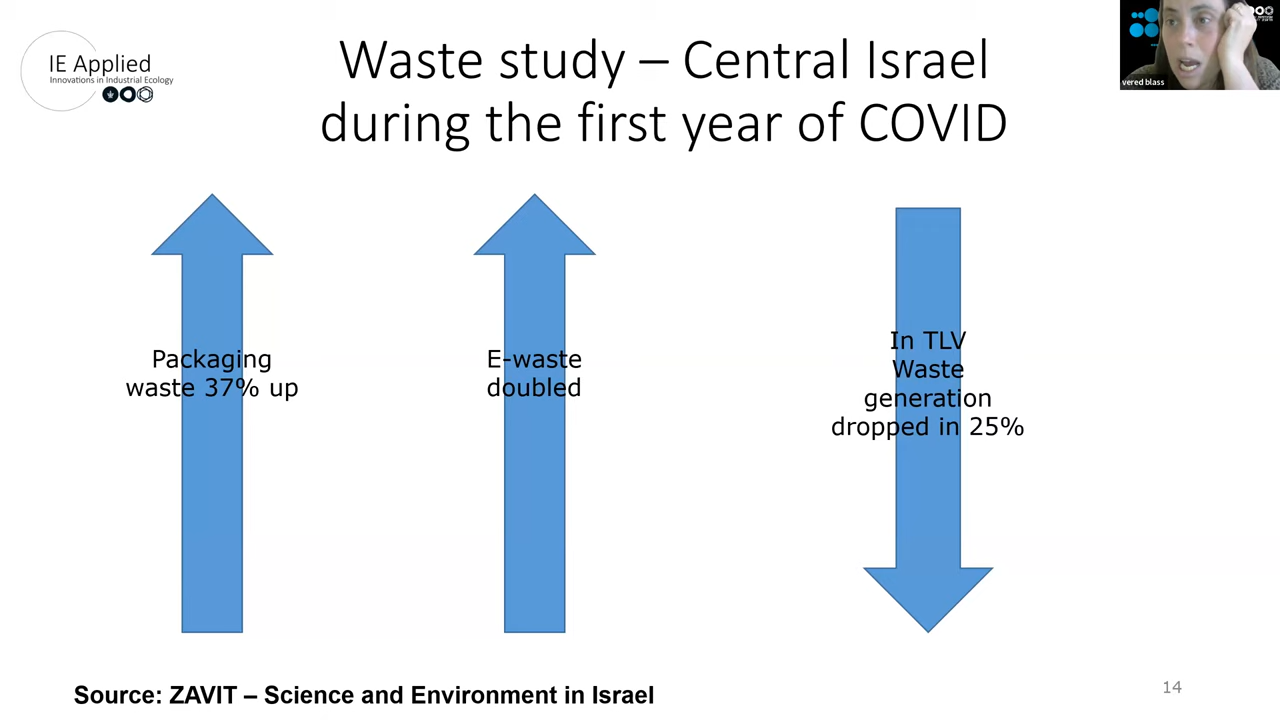 IE Applied
Innovations in Industrial Ecology
Waste study – Central Israel
during the first year of COVID
vered blass
Packaging
waste 37% up
E-waste
doubled
In TLV
Waste
generation
dropped in 25%
Source: ZAVIT – Science and Environment in Israel
14